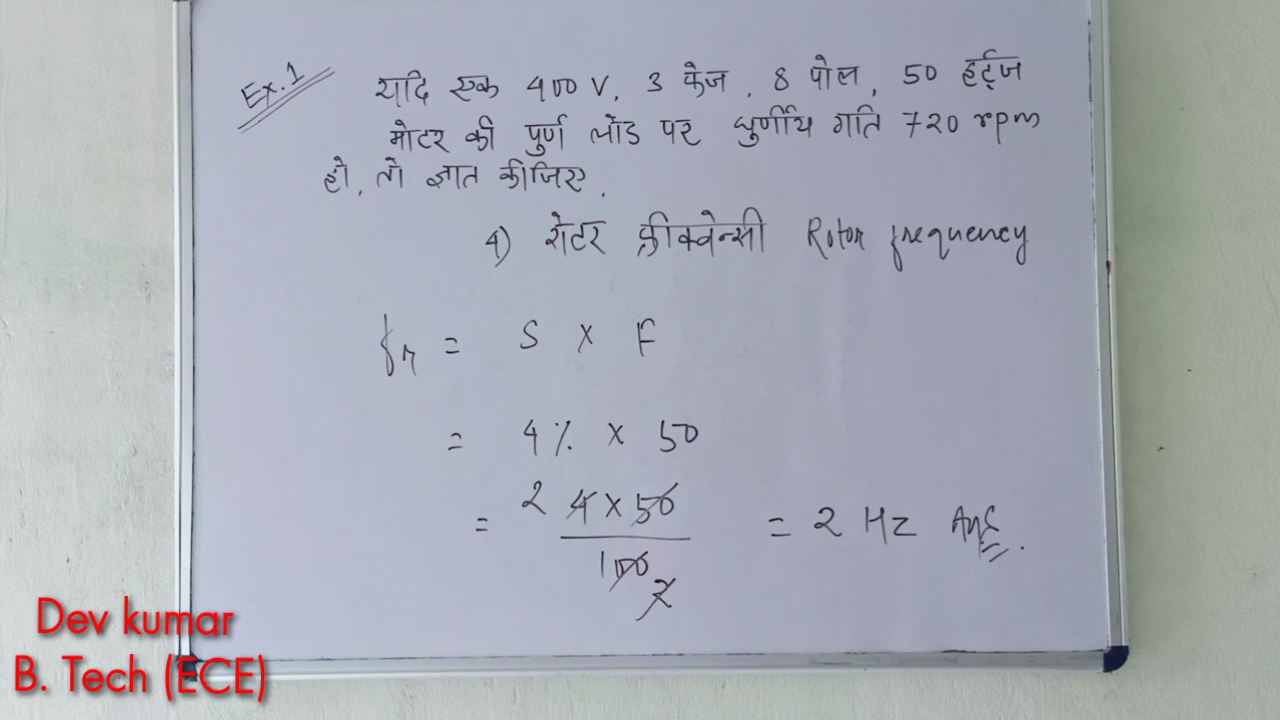 Ex.1
यदि एक 400 V, 3 फेज, 8 पोल, 50 हर्ट्ज
मोटर की पुर्ण लोड पर घुर्णीय गति 720 rpm
हो, तो ज्ञात कीजिए,
4) रोटर फ्रीक्वेन्सी Rotor frequency
fr = S X F
= 4% X 50
= 2 4 X 50 / 100 2 = 2 Hz Ans.
Dev kumar
B. Tech (ECE)